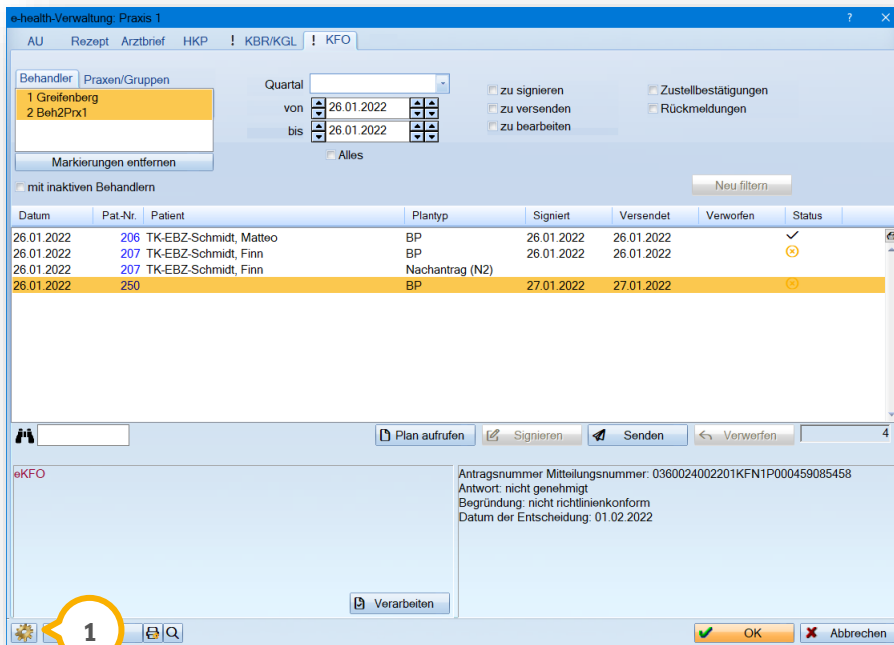 e-health-Verwaltung: Praxis 1 ? ×
AU Rezept Arztbrief HKP ! KBR/KGL ! KFO
Behandler Praxen/Gruppen
1 Greifenberg
2 Beh2Prx1
Markierungen entfernen
mit inaktiven Behandlern
Quartal
von 26.01.2022
bis 26.01.2022
Alles
zu signieren
zu versenden
zu bearbeiten
Zustellbestätigungen
Rückmeldungen
Neu filtern
Datum Pat-Nr. Patient Plantyp Signiert Versendet Verworfen Status
26.01.2022 206 TK-EBZ-Schmidt, Matteo BP 26.01.2022 26.01.2022
26.01.2022 207 TK-EBZ-Schmidt, Finn BP 26.01.2022 26.01.2022
26.01.2022 207 TK-EBZ-Schmidt, Finn Nachantrag (N2)
26.01.2022 250 BP 27.01.2022 27.01.2022
Plan aufrufen Signieren Senden Verwerfen 4
eKFO
Antragsnummer Mitteilungsnummer: 0360024002201KFN1P000459085458
Antwort: nicht genehmigt
Begründung: nicht richtlinienkonform
Datum der Entscheidung: 01.02.2022
Verarbeiten
1
OK Abbrechen